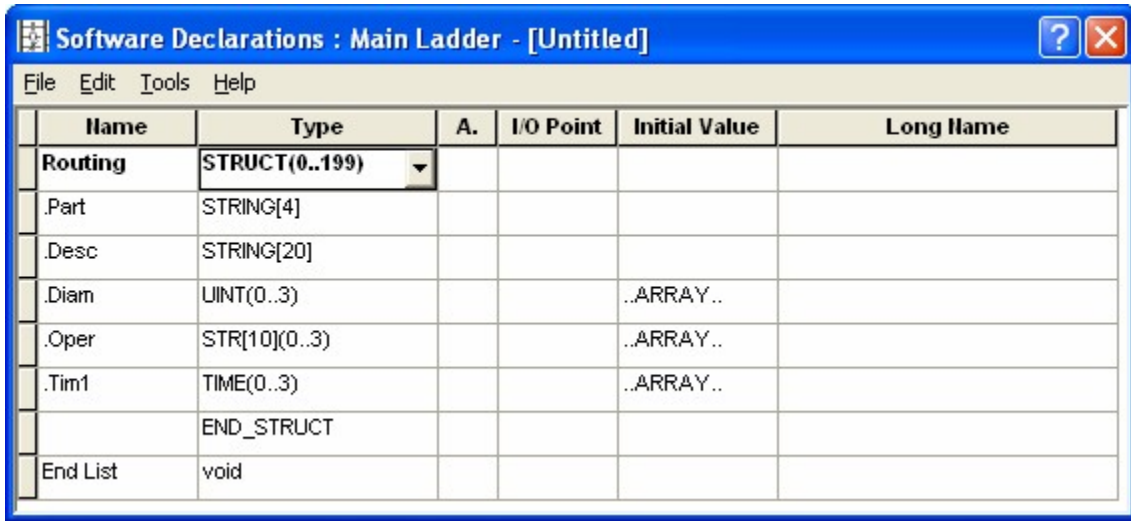 Software Declarations : Main Ladder - [Untitled]
File Edit Tools Help
Name Type A. I/O Point Initial Value Long Name
Routing STRUCT(0..199)
.Part STRING[4]
.Desc STRING[20]
.Diam UINT(0..3) ..ARRAY..
.Oper STR[10](0..3) ..ARRAY..
.Tim1 TIME(0..3) ..ARRAY..
END_STRUCT
End List void